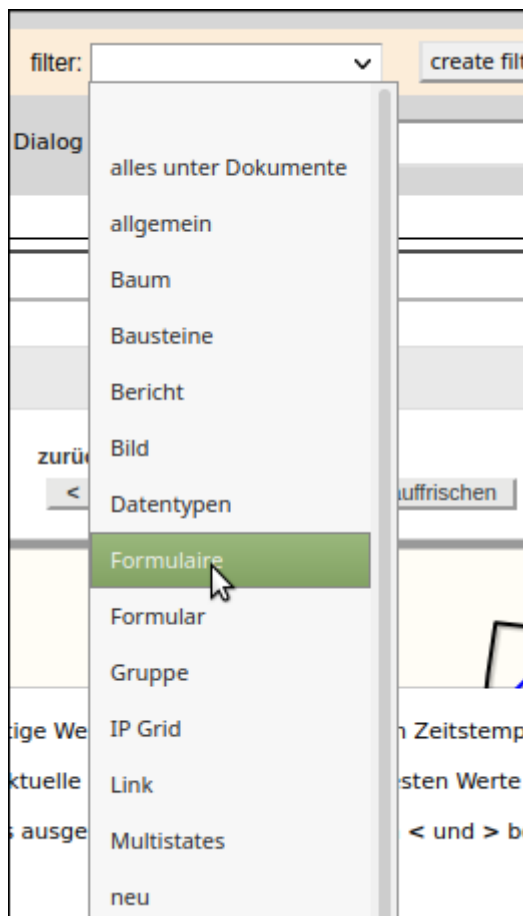 filter:
create filt
Dialog
alles unter Dokumente
allgemein
Baum
Bausteine
Bericht
Bild
zurü
Datentypen
<
uffrischen
Formulaire
Formular
Gruppe
tige We
IP Grid
n Zeitstemp
ktuelle
Link
sten Werte
s ausge
Multistates
< und > b
neu